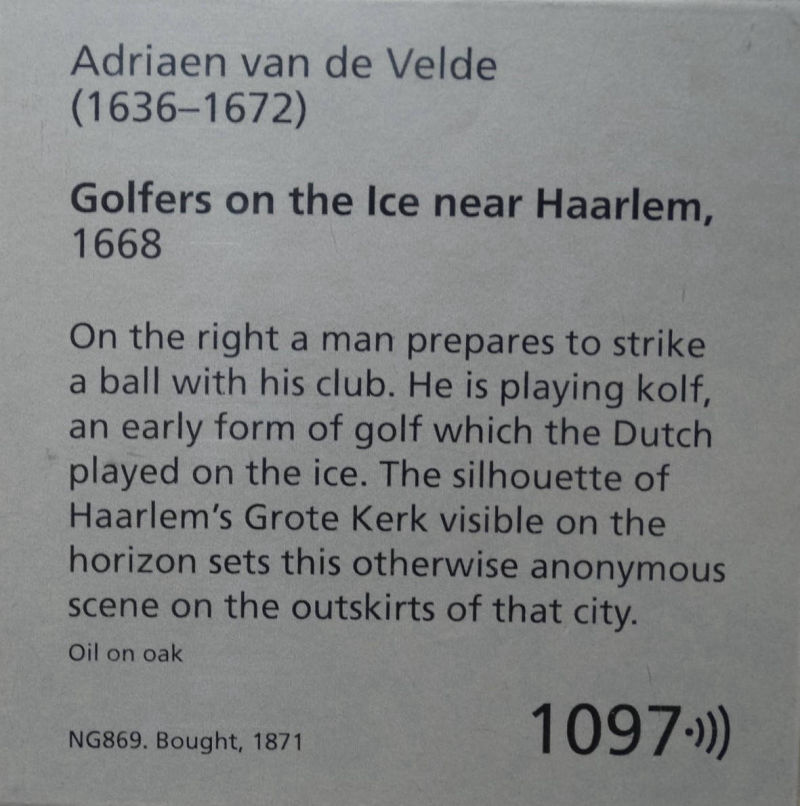 Adriaen van de Velde
(1636–1672)
Golfers on the Ice near Haarlem,
1668
On the right a man prepares to strike
a ball with his club. He is playing kolf,
an early form of golf which the Dutch
played on the ice. The silhouette of
Haarlem’s Grote Kerk visible on the
horizon sets this otherwise anonymous
scene on the outskirts of that city.
Oil on oak
NG869. Bought, 1871
1097